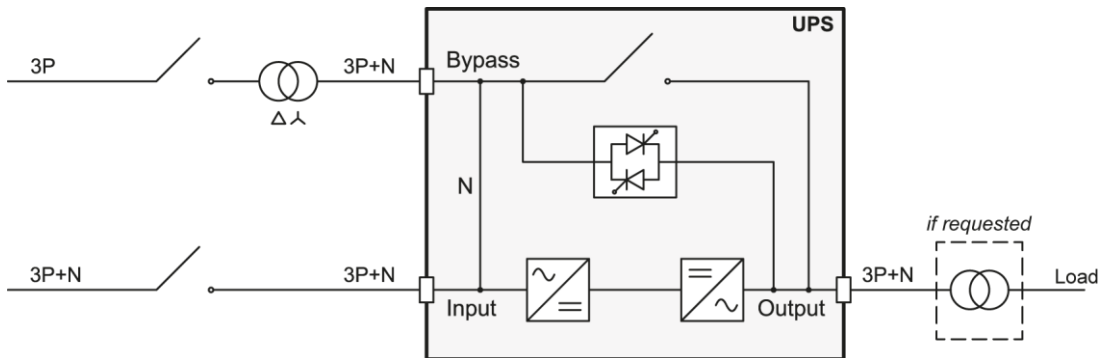 UPS
3P
3P+N
Bypass
N
if requested
3P+N
3P+N
Input
Output
3P+N
Load